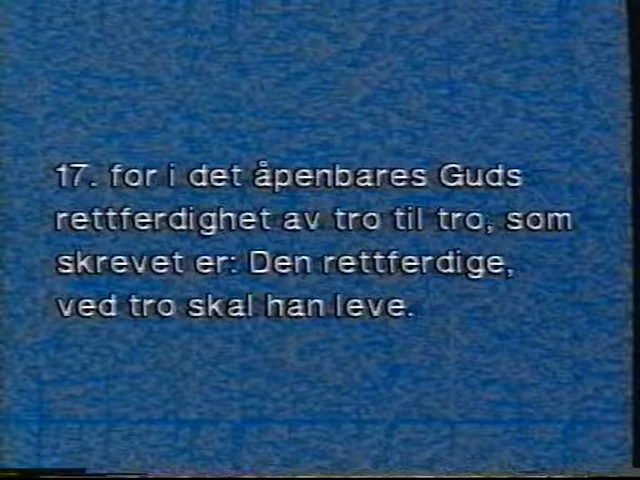 17. for i det åpenbares Guds
rettferdighet av tro til tro, som
skrevet er: Den rettferdige,
ved tro skal han leve.